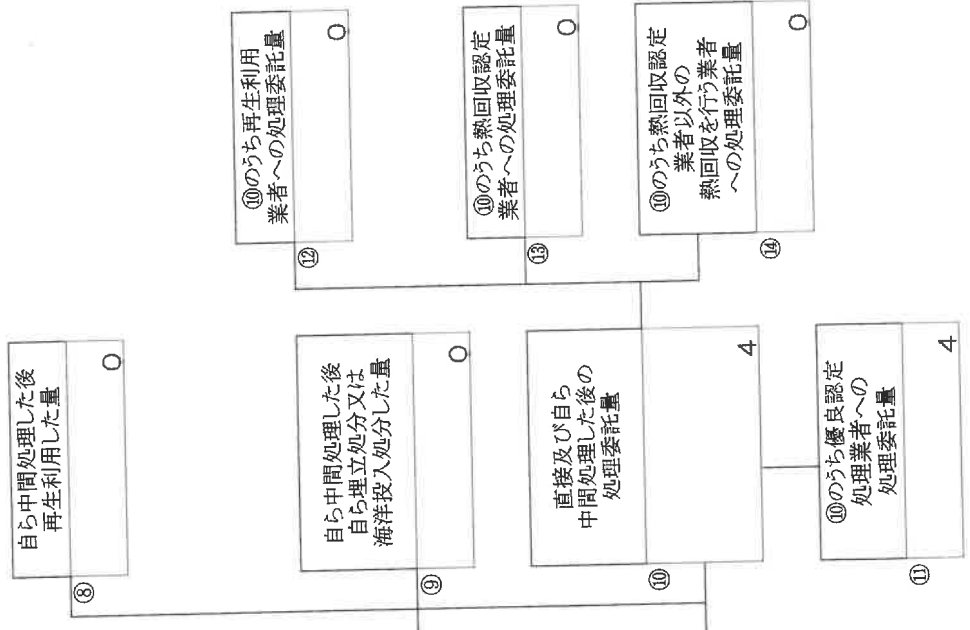 ⑧
自ら中間処理した後
再生利用した量
0
⑨
自ら中間処理した後
自ら埋立処分又は
海洋投入処分した量
0
⑩
直接及び自ら
中間処理した後の
処理委託量
4
⑪
⑩のうち優良認定
処理業者への
処理委託量
4
⑫
⑩のうち再生利用
業者への処理委託量
0
⑬
⑩のうち熱回収認定
業者への処理委託量
0
⑭
⑩のうち熱回収認定
業者以外の
熱回収を行う業者
への処理委託量
0